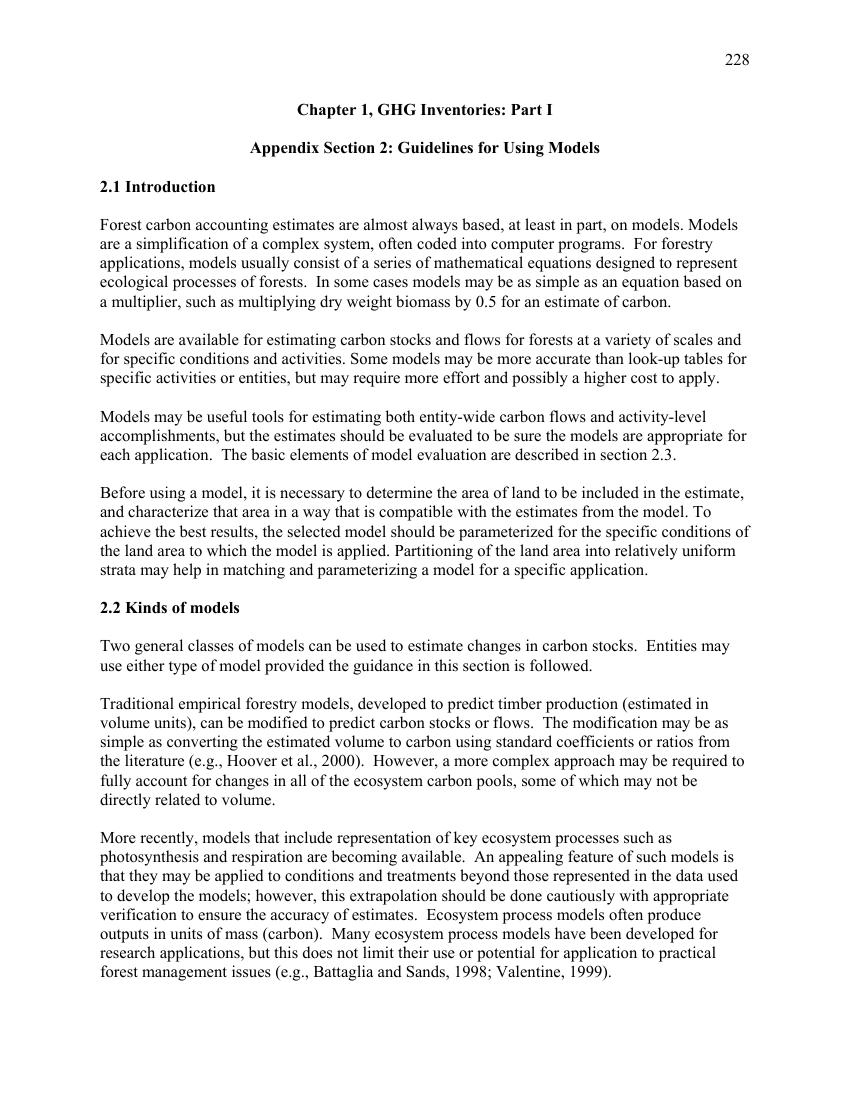 228
Chapter 1, GHG Inventories: Part I
Appendix Section 2: Guidelines for Using Models
2.1 Introduction
Forest carbon accounting estimates are almost always based, at least in part, on models. Models
are a simplification of a complex system, often coded into computer programs.  For forestry
applications, models usually consist of a series of mathematical equations designed to represent
ecological processes of forests.  In some cases models may be as simple as an equation based on
a multiplier, such as multiplying dry weight biomass by 0.5 for an estimate of carbon.
Models are available for estimating carbon stocks and flows for forests at a variety of scales and
for specific conditions and activities. Some models may be more accurate than look-up tables for
specific activities or entities, but may require more effort and possibly a higher cost to apply.
Models may be useful tools for estimating both entity-wide carbon flows and activity-level
accomplishments, but the estimates should be evaluated to be sure the models are appropriate for
each application.  The basic elements of model evaluation are described in section 2.3.
Before using a model, it is necessary to determine the area of land to be included in the estimate,
and characterize that area in a way that is compatible with the estimates from the model. To
achieve the best results, the selected model should be parameterized for the specific conditions of
the land area to which the model is applied. Partitioning of the land area into relatively uniform
strata may help in matching and parameterizing a model for a specific application.
2.2 Kinds of models
Two general classes of models can be used to estimate changes in carbon stocks.  Entities may
use either type of model provided the guidance in this section is followed.
Traditional empirical forestry models, developed to predict timber production (estimated in
volume units), can be modified to predict carbon stocks or flows.  The modification may be as
simple as converting the estimated volume to carbon using standard coefficients or ratios from
the literature (e.g., Hoover et al., 2000).  However, a more complex approach may be required to
fully account for changes in all of the ecosystem carbon pools, some of which may not be
directly related to volume.
More recently, models that include representation of key ecosystem processes such as
photosynthesis and respiration are becoming available.  An appealing feature of such models is
that they may be applied to conditions and treatments beyond those represented in the data used
to develop the models; however, this extrapolation should be done cautiously with appropriate
verification to ensure the accuracy of estimates.  Ecosystem process models often produce
outputs in units of mass (carbon).  Many ecosystem process models have been developed for
research applications, but this does not limit their use or potential for application to practical
forest management issues (e.g., Battaglia and Sands, 1998; Valentine, 1999).